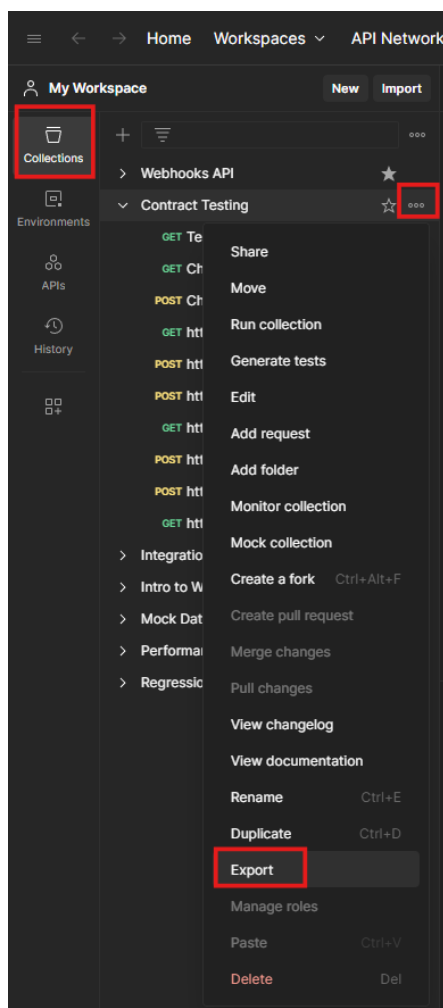 Home Workspaces API Network
My Workspace New Import
Collections
Environments
APIs
History
Webhooks API
Contract Testing
GET Te
GET Ch
POST Ch
GET htt
POST htt
POST htt
GET htt
POST htt
POST htt
GET htt
Integratio
Intro to W
Mock Dat
Performa
Regressio
Share
Move
Run collection
Generate tests
Edit
Add request
Add folder
Monitor collection
Mock collection
Create a fork Ctrl+Alt+F
Create pull request
Merge changes
Pull changes
View changelog
View documentation
Rename Ctrl+E
Duplicate Ctrl+D
Export
Manage roles
Paste Ctrl+V
Delete Del